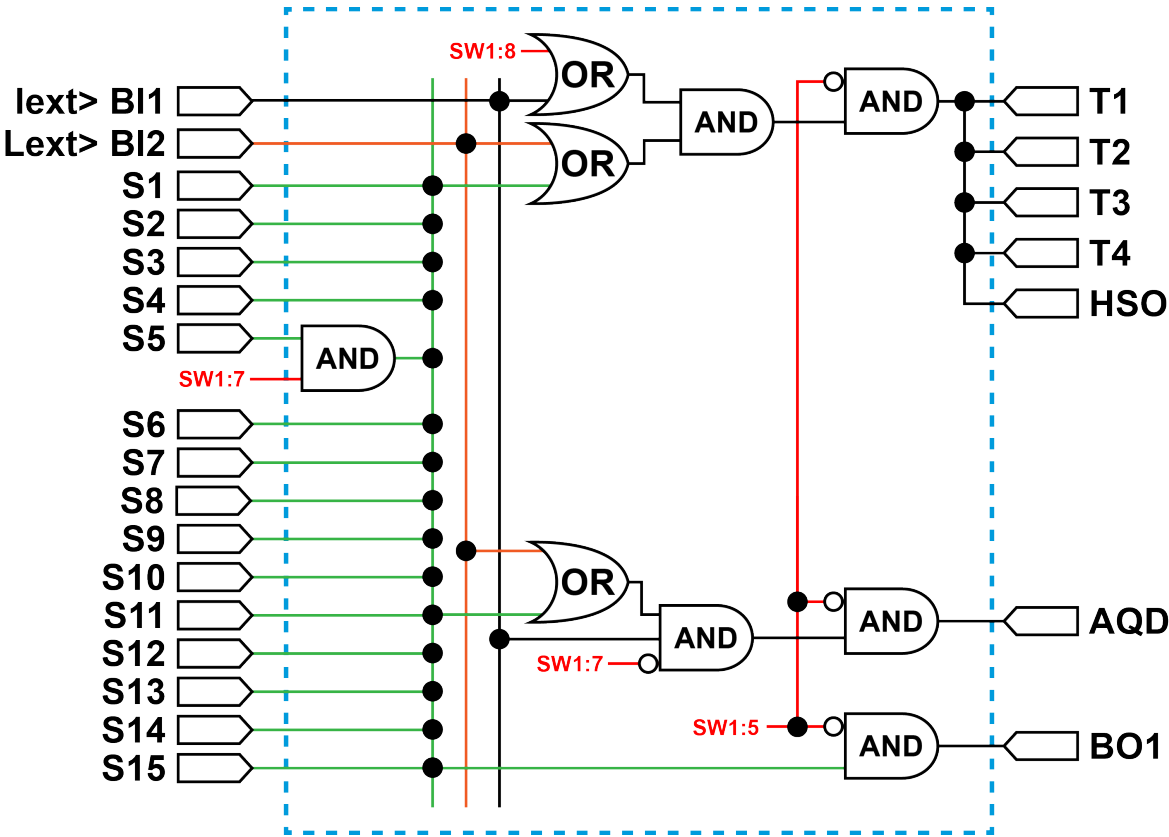 SW1:8
OR
Iext> BI1
AND
AND
T1
Lext> BI2
OR
T2
S1
S2
T3
S3
T4
S4
HSO
S5
AND
SW1:7
S6
S7
S8
S9
S10
OR
S11
AND
AQD
S12
AND
SW1:7
S13
S14
SW1:5
S15
AND
BO1